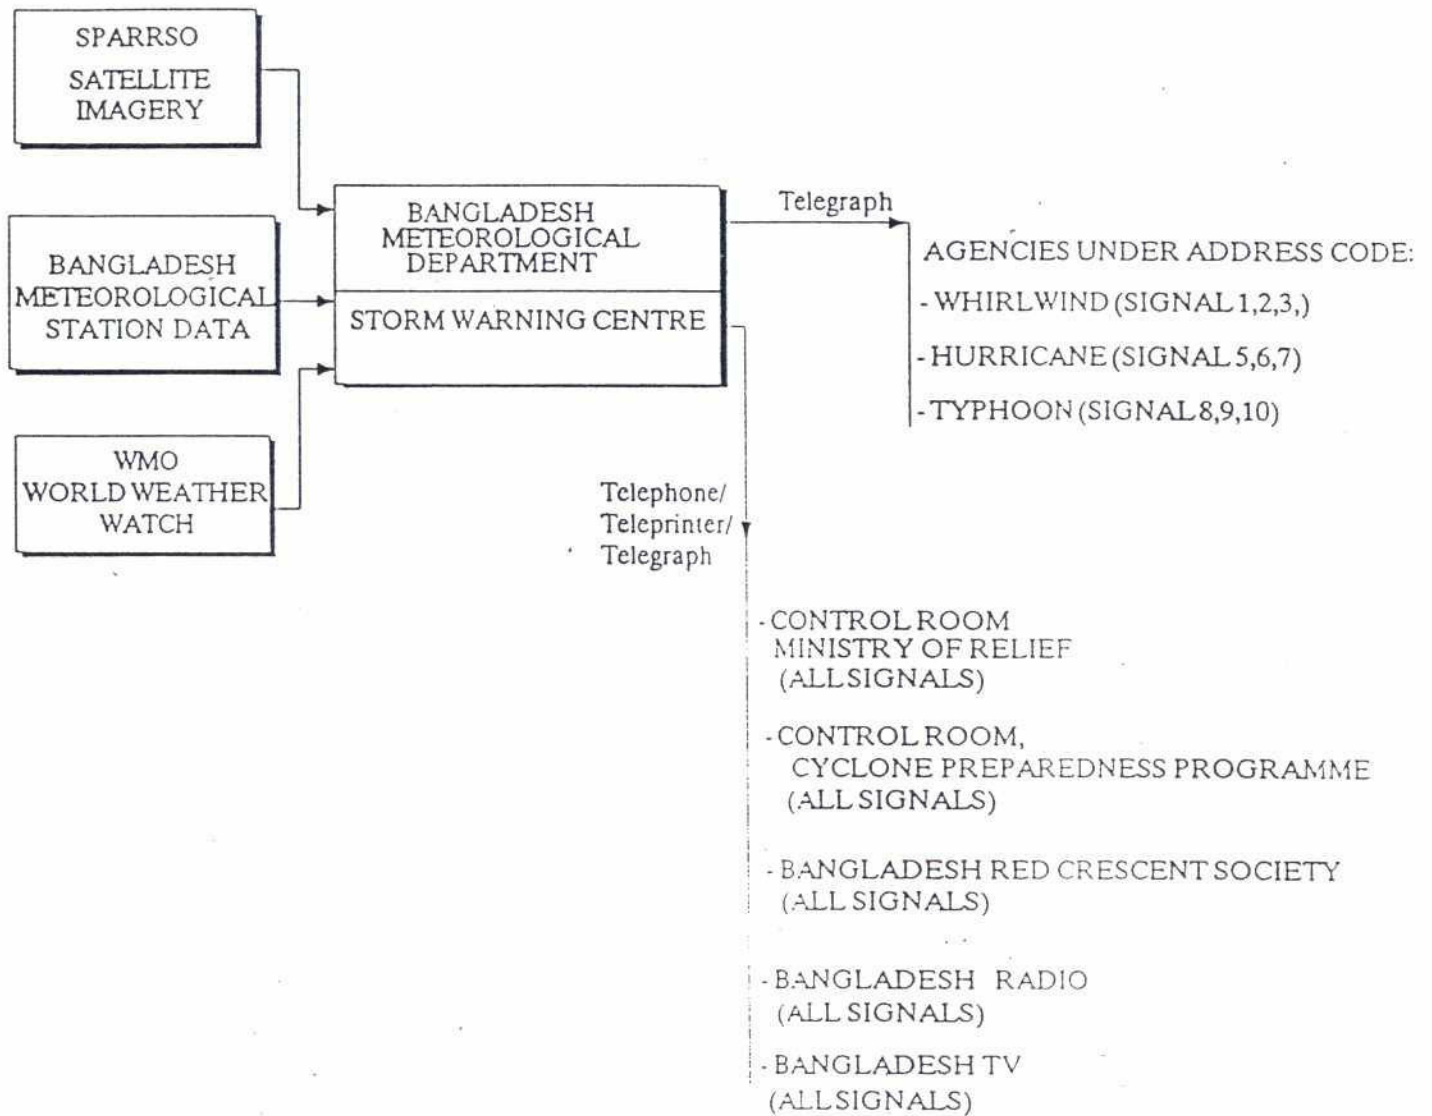 SPARRSO
SATELLITE
IMAGERY
BANGLADESH
METEOROLOGICAL
STATION DATA
WMO
WORLD WEATHER
WATCH
BANGLADESH
METEOROLOGICAL
DEPARTMENT
STORM WARNING CENTRE
Telegraph
AGENCIES UNDER ADDRESS CODE:
- WHIRLWIND (SIGNAL 1,2,3,)
- HURRICANE (SIGNAL 5,6,7)
- TYPHOON (SIGNAL 8,9,10)
Telephone/
Teleprinter/
Telegraph
- CONTROL ROOM
MINISTRY OF RELIEF
(ALL SIGNALS)
- CONTROL ROOM,
CYCLONE PREPAREDNESS PROGRAMME
(ALL SIGNALS)
- BANGLADESH RED CRESCENT SOCIETY
(ALL SIGNALS)
- BANGLADESH RADIO
(ALL SIGNALS)
- BANGLADESH TV
(ALL SIGNALS)